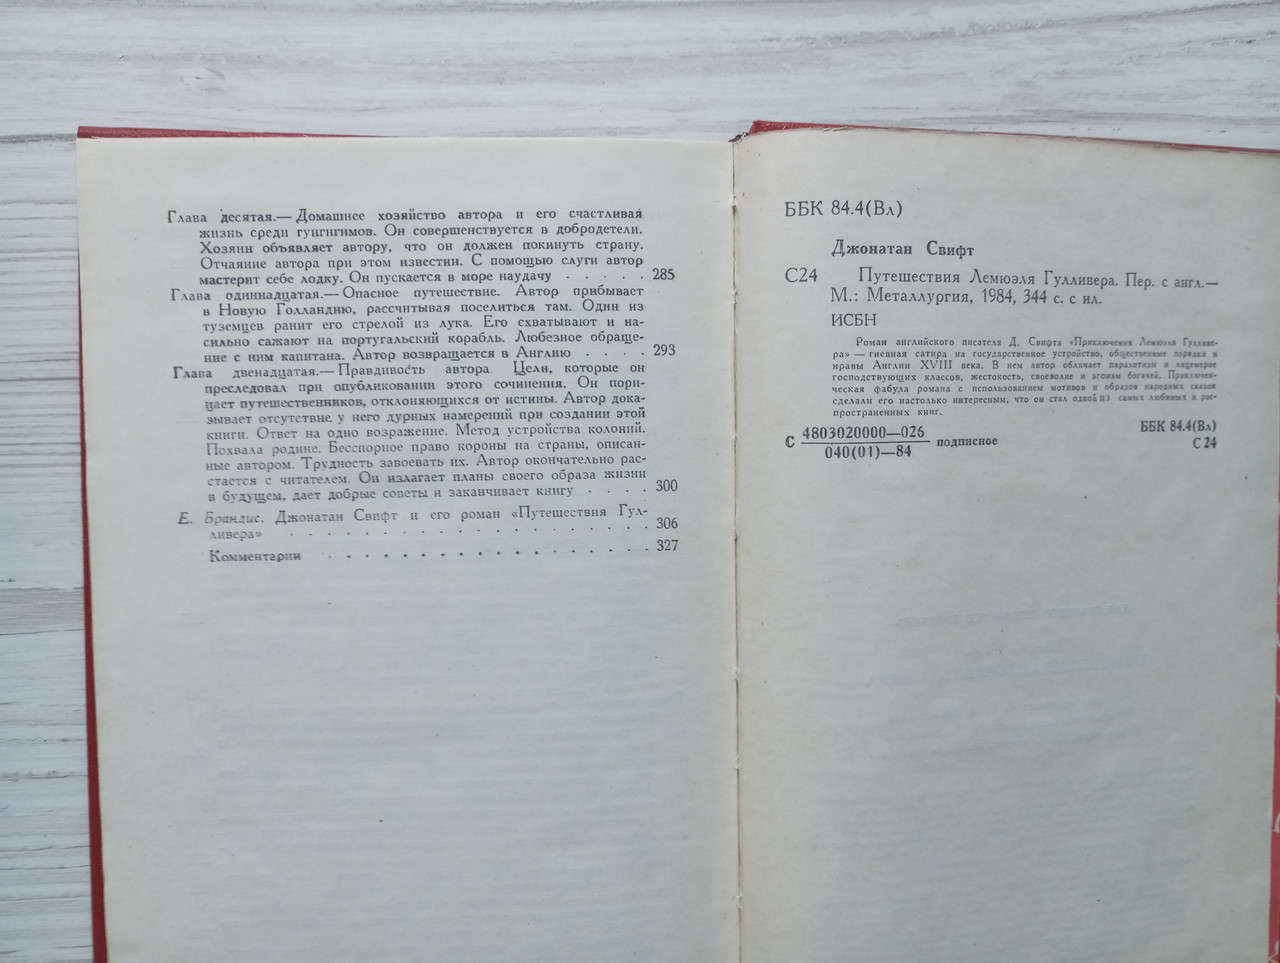 Глава десятая.— Домашнее хозяйство автора и его счастливая
жизнь среди гуигнгнмов. Он совершенствуется в добродетели.
Хозяин объявляет автору, что он должен покинуть страну.
Отчаяние автора при этом известии. С помощью слуги автор
мастерит себе лодку. Он пускается в море наудачу . . . . . 285
Глава одиннадцатая.— Опасное путешествие. Автор прибывает
в Новую Голландию, рассчитывая поселиться там. Один из
туземцев ранит его стрелой из лука. Его схватывают и на-
сильно сажают на португальский корабль. Любезное обраще-
ние с ним капитана. Автор возвращается в Англию . . . . 293
Глава двенадцатая.— Правдивость автора Цели, которые он
преследовал при опубликовании этого сочинения. Он пори-
цает путешественников, отклоняющихся от истины. Автор дока-
зывает отсутствие у него дурных намерений при создании этой
книги. Ответ на одно возражение. Метод устройства колоний.
Похвала родине. Бесспорное право короны на страны, описан-
ные автором. Трудность завоевать их. Автор окончательно рас-
стается с читателем. Он излагает планы своего образа жизни
в будущем, дает добрые советы и заканчивает книгу . . . . 300
Е. Брандис. Джонатан Свифт и его роман «Путешествия Гул-
ливера» . . . . . . . . . . . . . . . 306
Комментарии . . . . . . . . . . . . . 327
ББК 84.4(Вл)
Джонатан Свифт
С24 Путешествия Лемюэля Гулливера. Пер. с англ.—
М.: Металлургия, 1984, 344 с. с ил.
ИСБН
Роман английского писателя Д. Свифта «Приключения Лемюэля Гулливе-
ра» — гневная сатира на государственное устройство, общественные порядки и
нравы Англии XVIII века. В нем автор обличает паразитизм и лицемерие
господствующих классов, жестокость, своеволие и эгоизм богачей. Приключен-
ческая фабула романа с использованием мотивов и образов народных сказок
сделали его настолько интересным, что он стал одной из самых любимых и рас-
пространенных книг.
С 4803020000—026
040(01)—84 подписное
ББК 84.4(Вл)
С 24